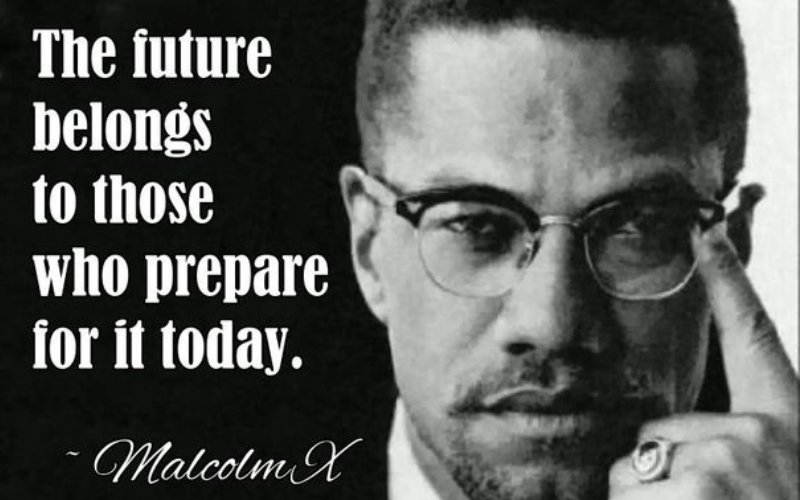 The future
belongs
to those
who prepare
for it today.
~ Malcolm X